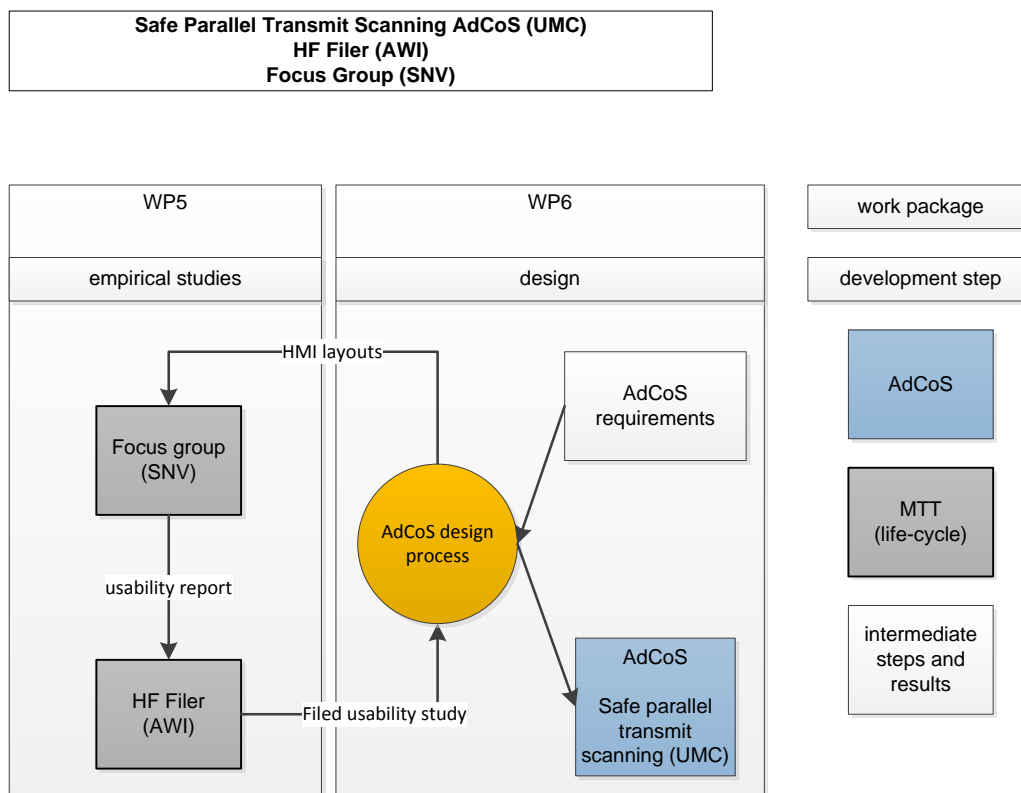 Safe Parallel Transmit Scanning AdCoS (UMC)
HF Filer (AWI)
Focus Group (SNV)
WP5
WP6
work package
empirical studies
design
development step
HMI layouts
AdCoS
requirements
AdCoS
Focus group
(SNV)
AdCoS design
process
MTT
(life-cycle)
usability report
intermediate
steps and
results
HF Filer
(AWI)
Filed usability study
AdCoS
Safe parallel
transmit
scanning (UMC)